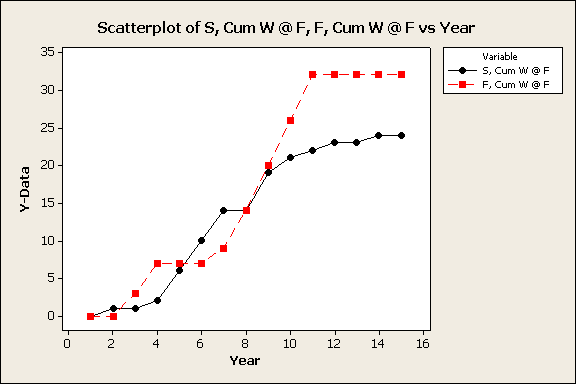 Scatterplot of S, Cum W @ F, F, Cum W @ F vs Year
Variable
S, Cum W @ F
F, Cum W @ F
Y-Data
35
30
25
20
15
10
5
0
0 2 4 6 8 10 12 14 16
Year